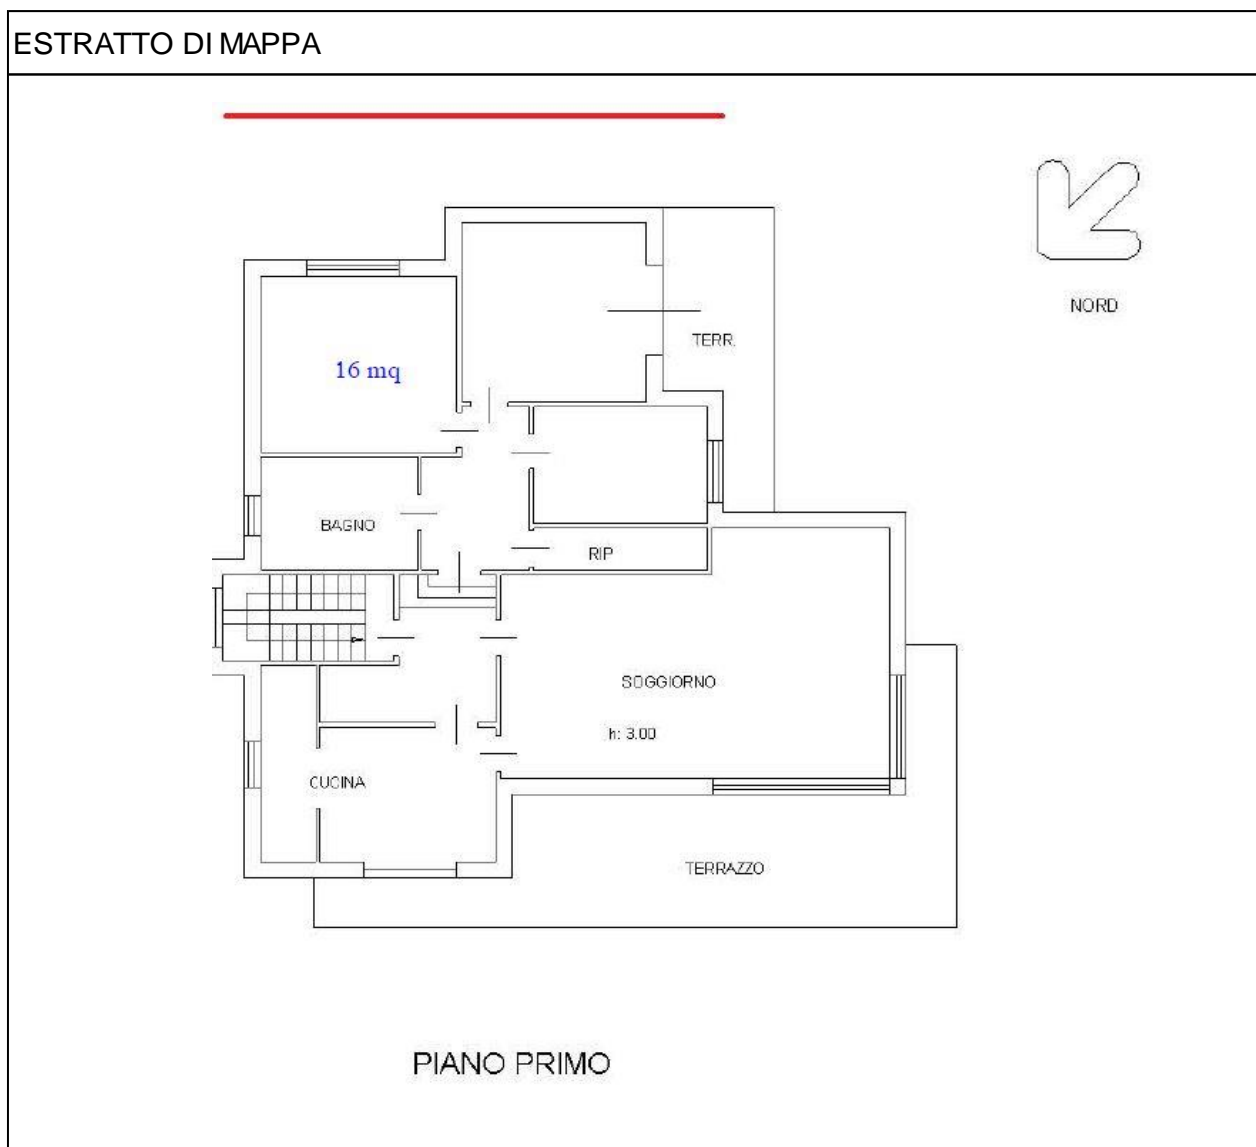 ESTRATTO DI MAPPA
NORD
TERR.
16 mq
BAGNO
RIP
SOGGIORNO
h: 3.00
CUCINA
TERRAZZO
PIANO PRIMO